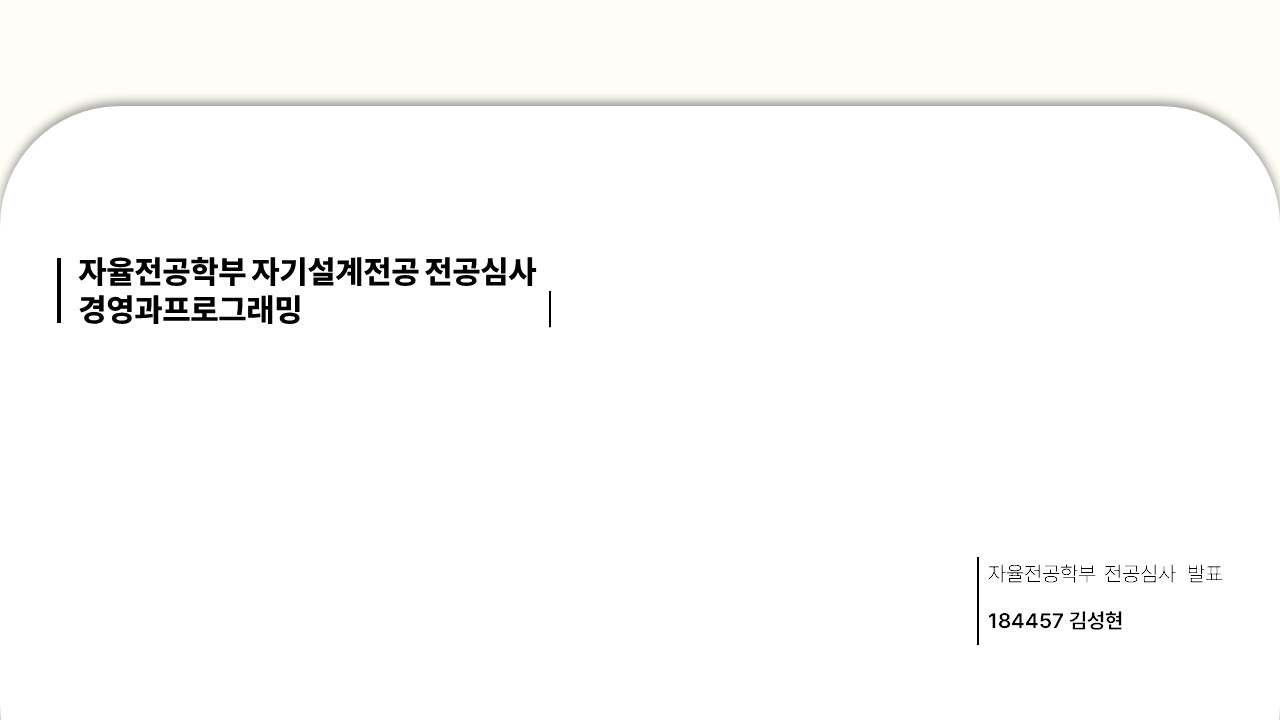 자율전공학부 자기설계전공 전공심사
경영과프로그래밍
자율전공학부 전공심사 발표
184457 김성현